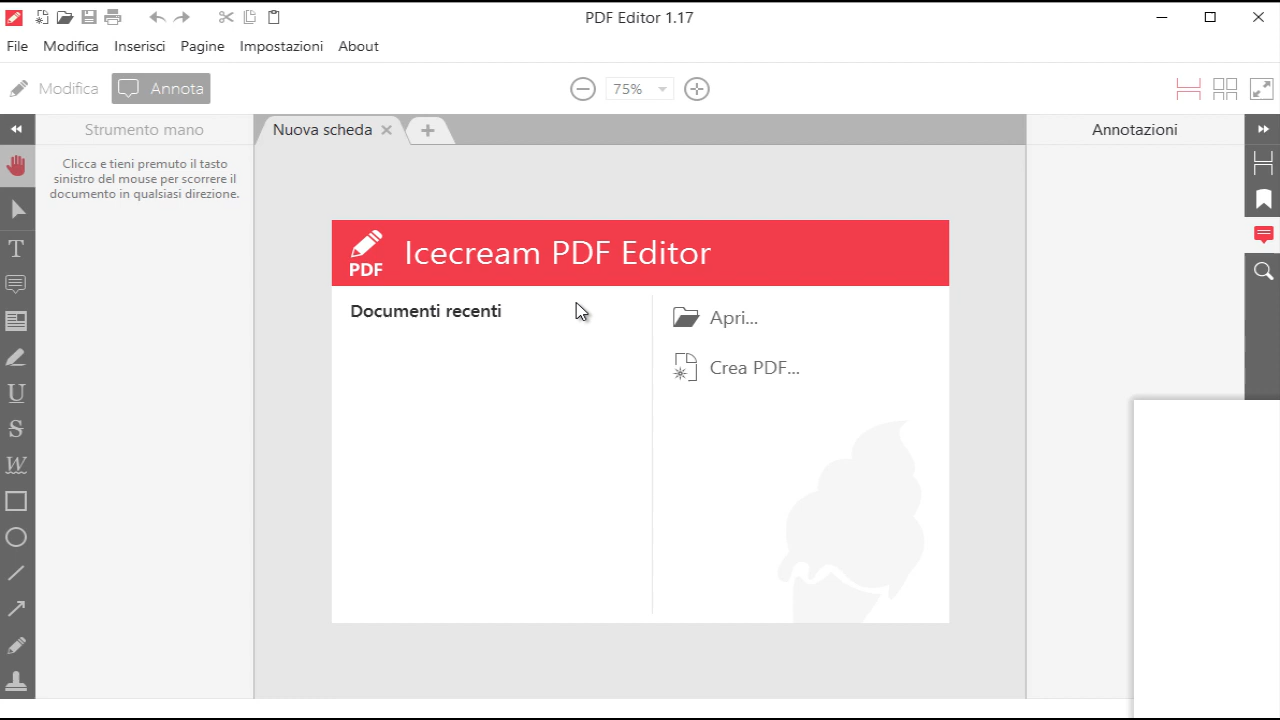 PDF Editor 1.17
File Modifica Inserisci Pagine Impostazioni About
Modifica Annota 75%
Strumento mano
Clicca e tieni premuto il tasto
sinistro del mouse per scorrere il
documento in qualsiasi direzione.
Nuova scheda
Annotazioni
PDF
Icecream PDF Editor
Documenti recenti
Apri...
Crea PDF...